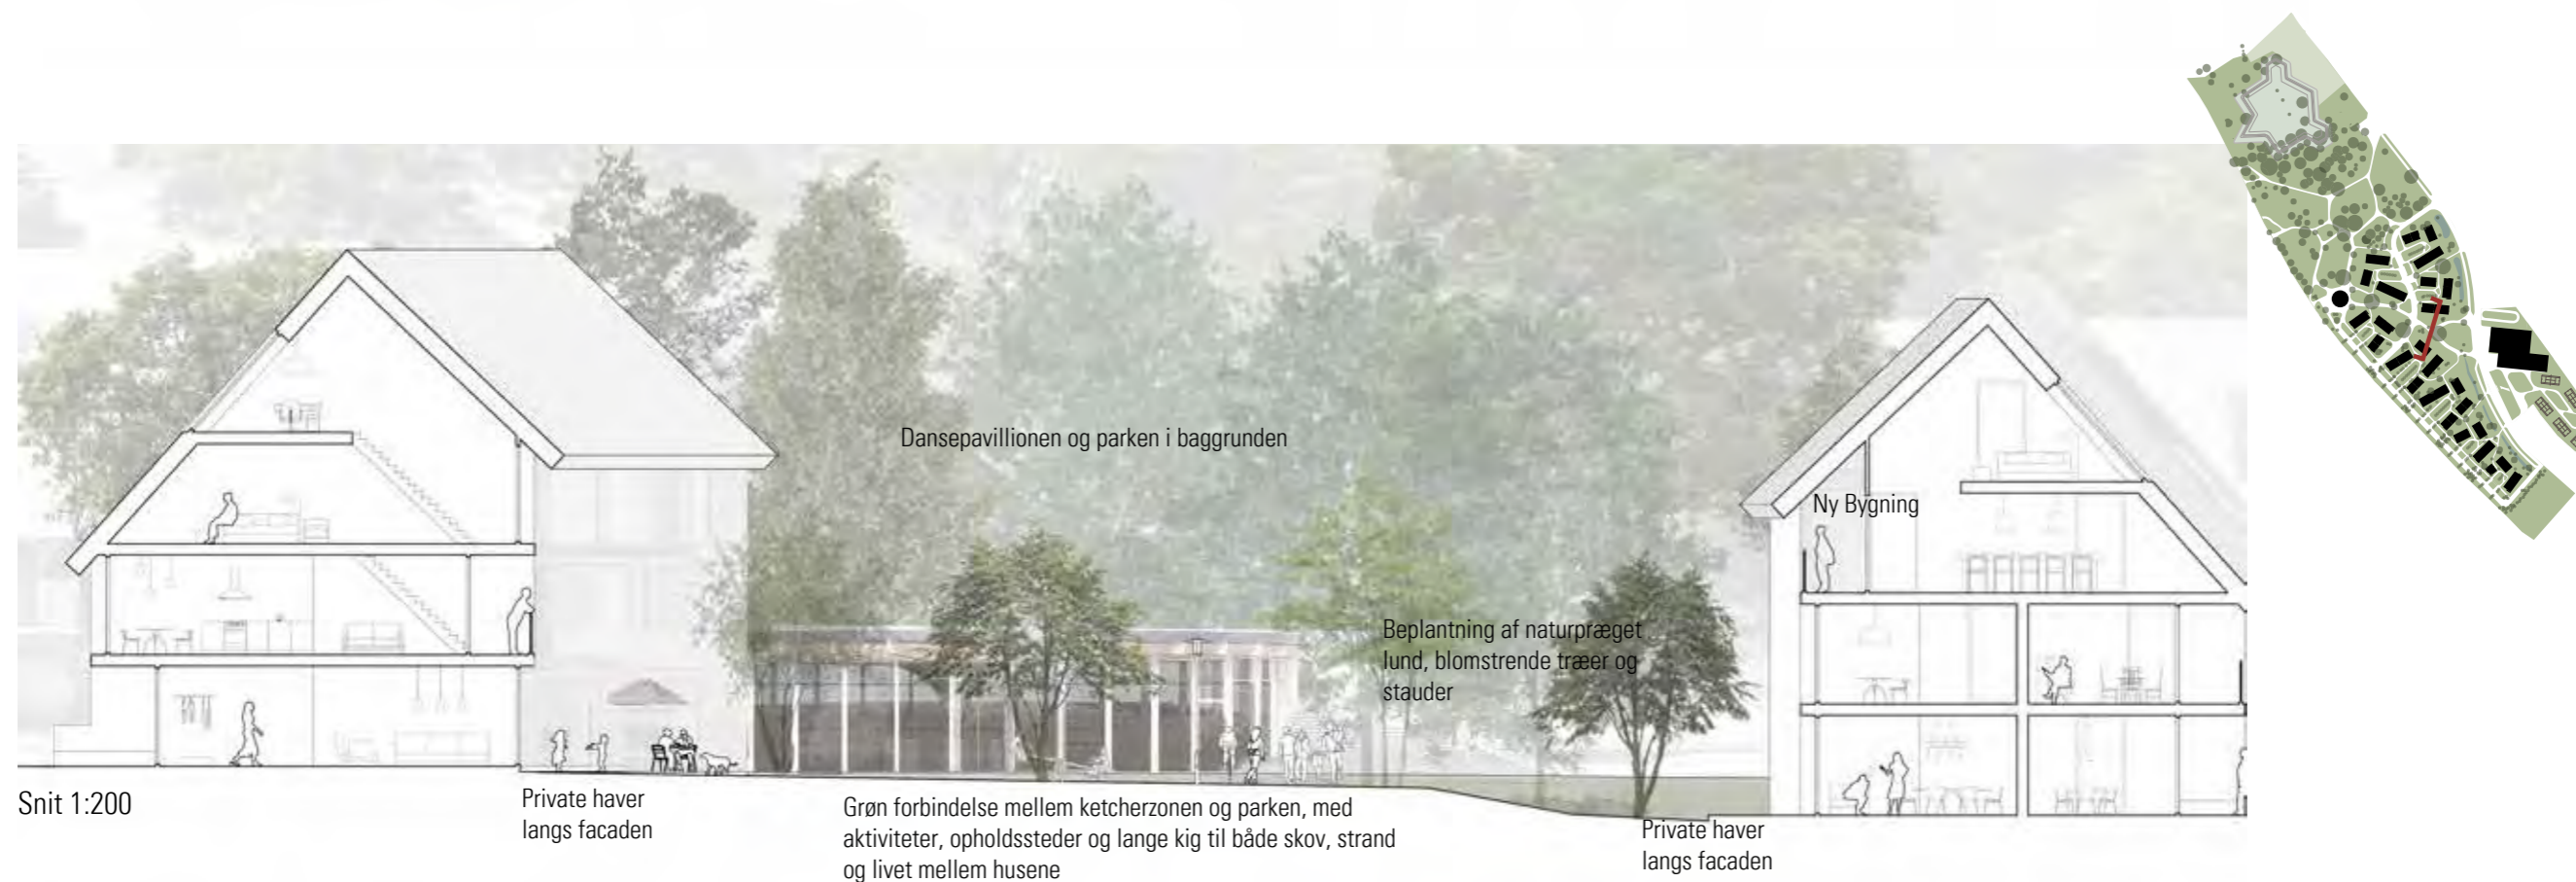 Dansepavillionen og parken i baggrunden
Ny Bygning
Beplantning af naturpræget
lund, blomstrende træer og
stauder
Snit 1:200
Private haver
langs facaden
Grøn forbindelse mellem ketcherzonen og parken, med
aktiviteter, opholdssteder og lange kig til både skov, strand
og livet mellem husene
Private haver
langs facaden